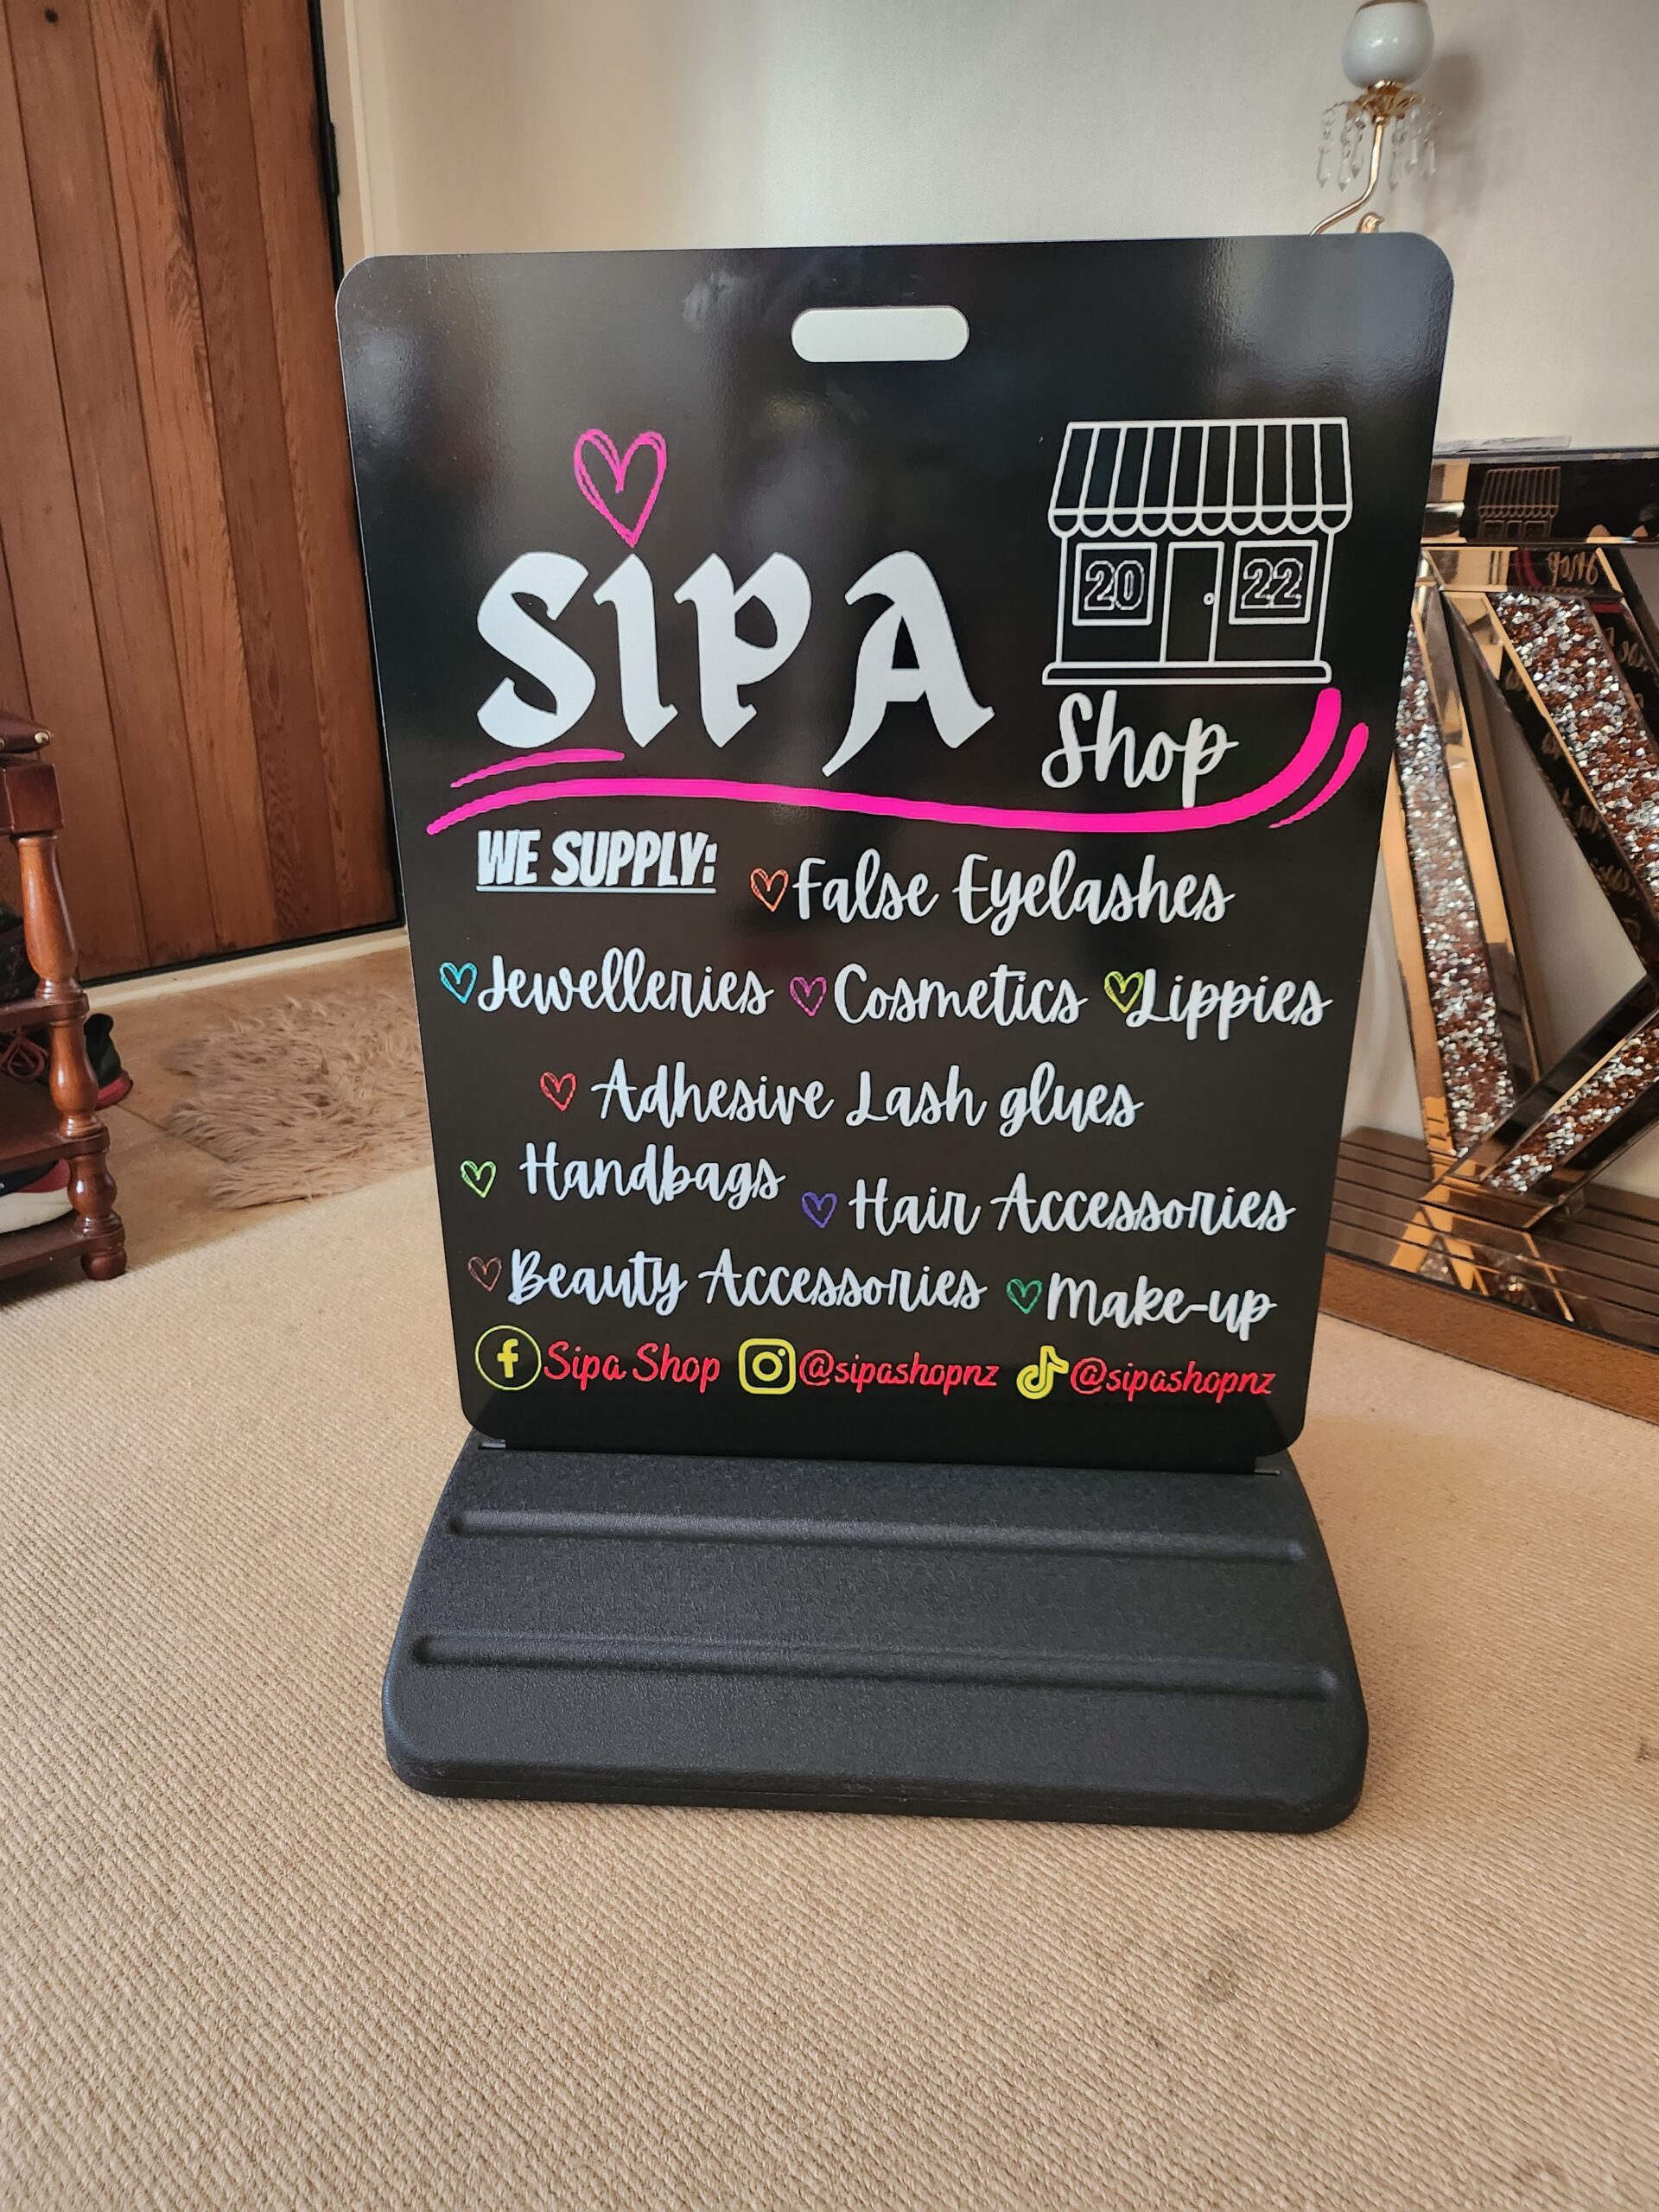 SIPA
20 22
Shop
WE SUPPLY:
False Eyelashes
Jewelleries Cosmetics Lippies
Adhesive Lash glues
Handbags
Hair Accessories
Beauty Accessories Make-up
Sipa Shop @sipashopnz @sipashopnz